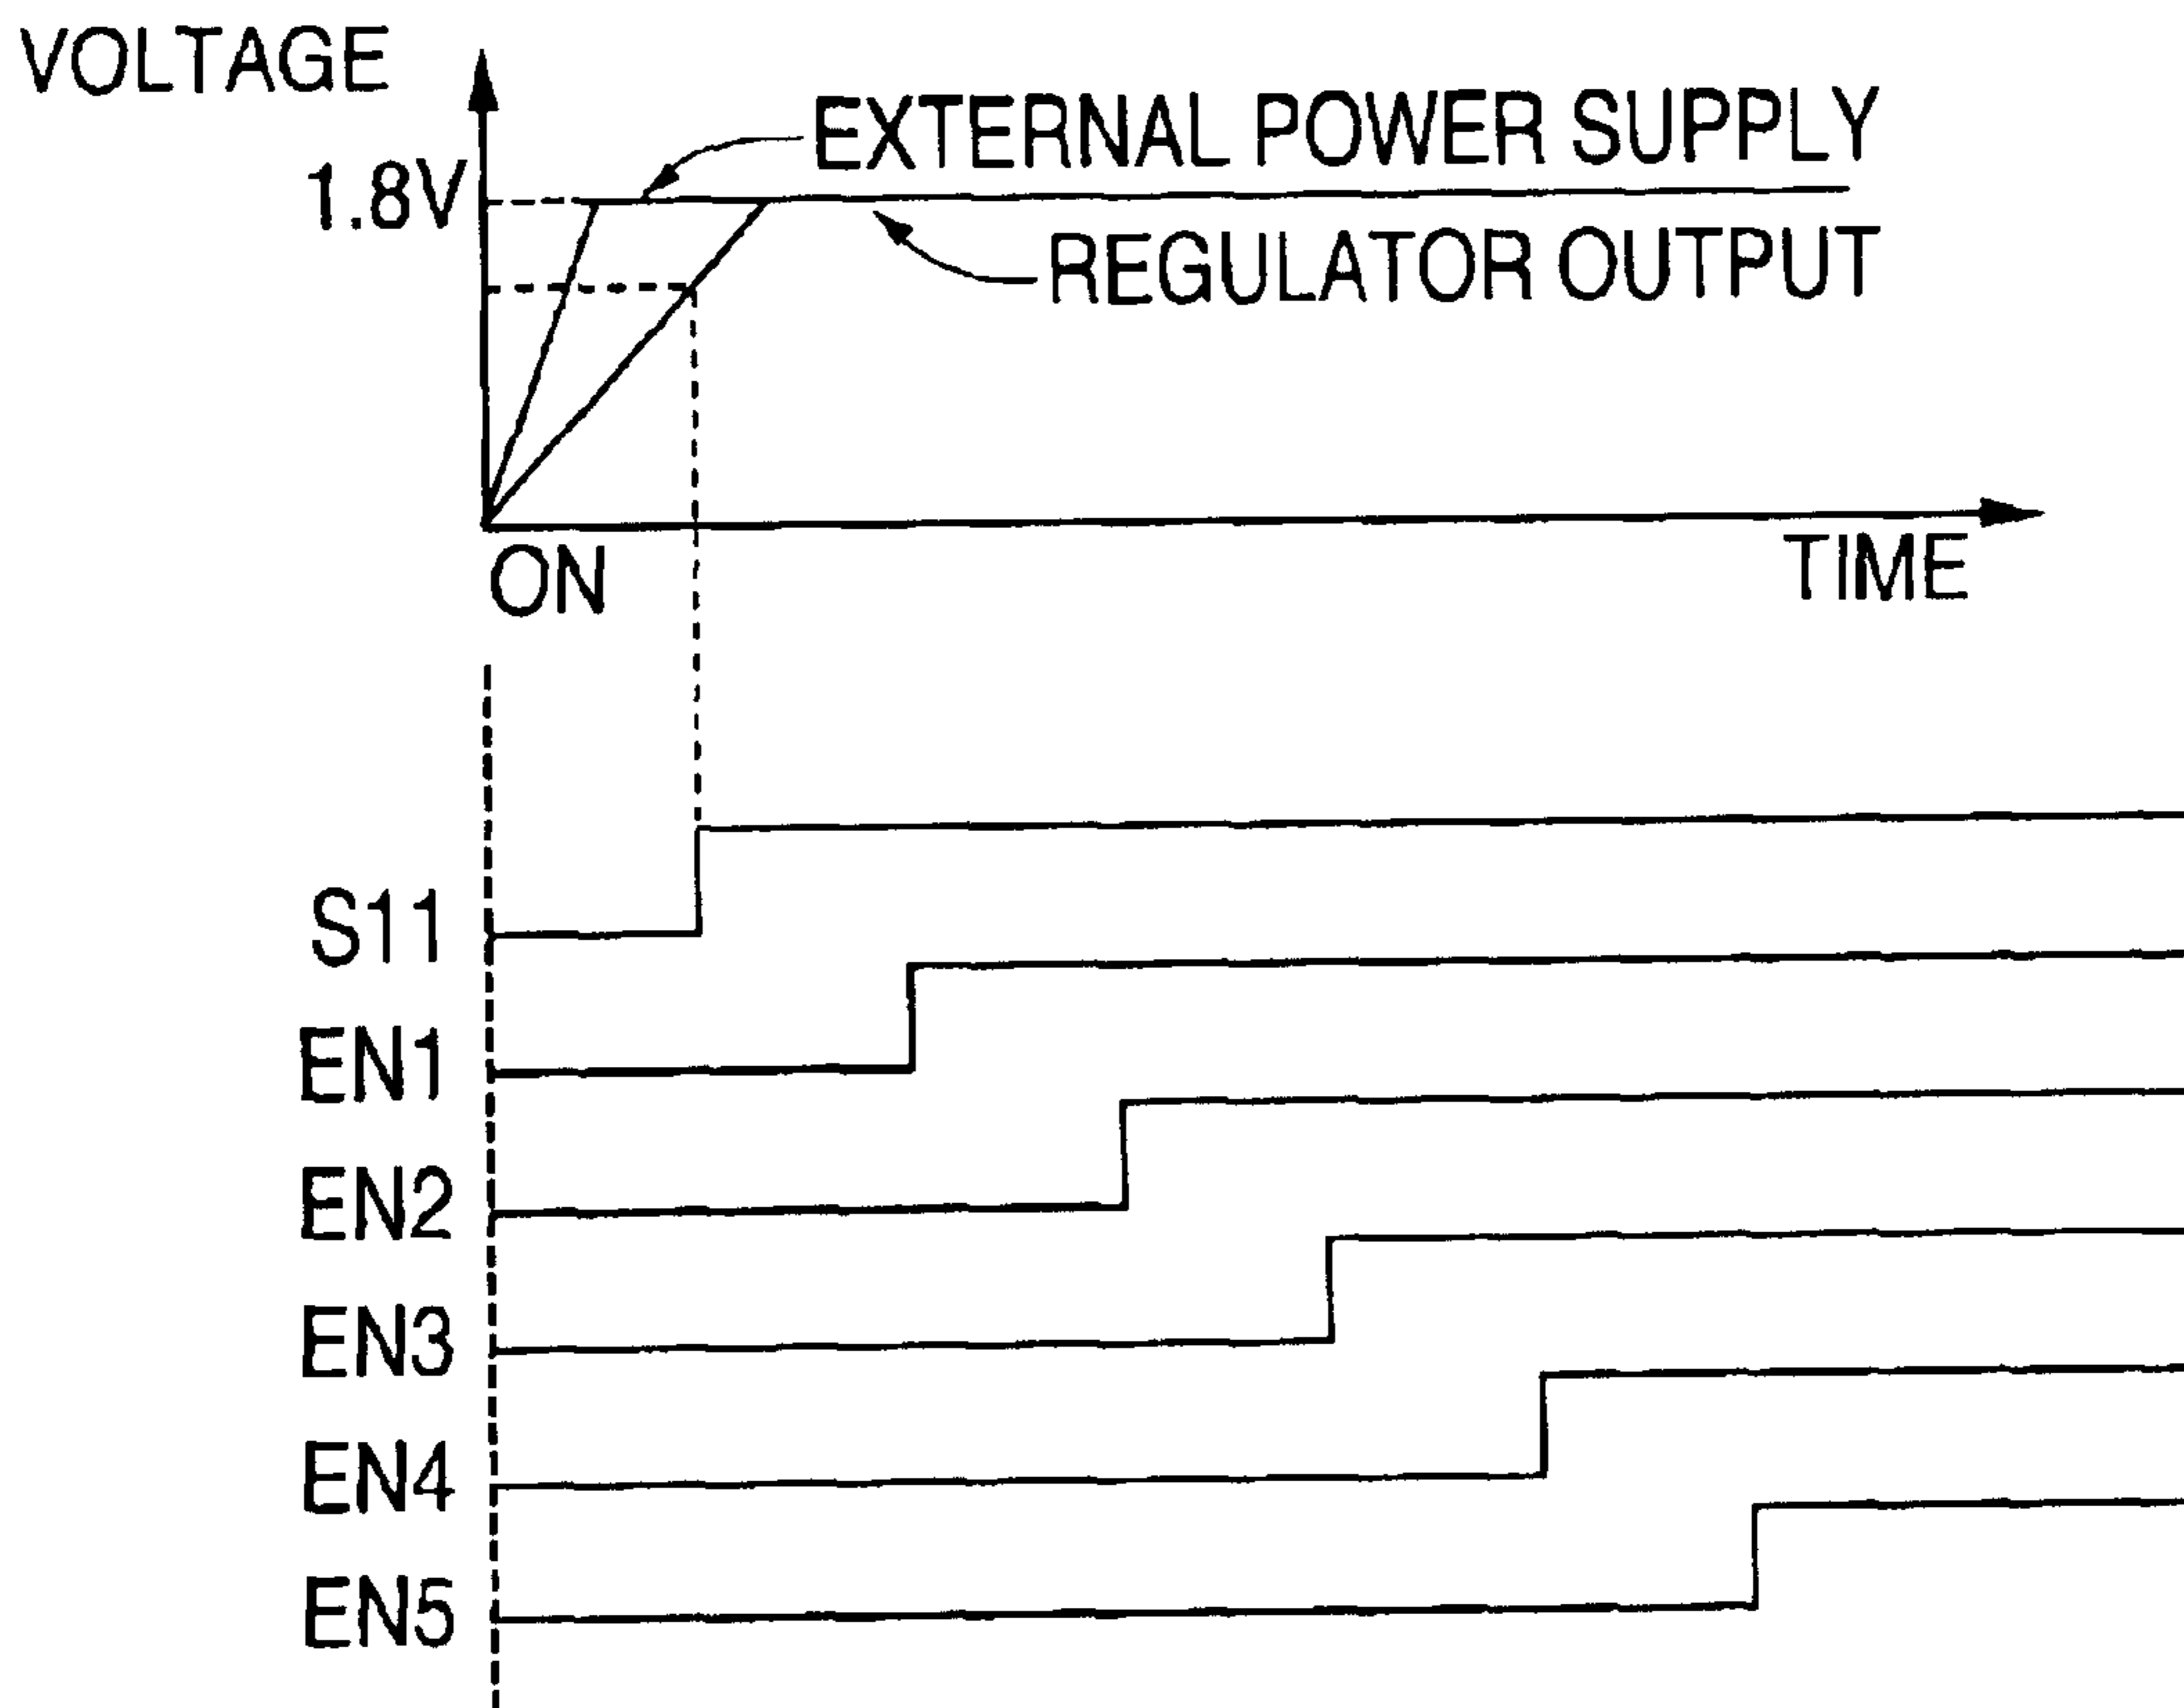 VOLTAGE
EXTERNAL POWER SUPPLY
1.8V
REGULATOR OUTPUT
ON
TIME
S11
EN1
EN2
EN3
EN4
EN5